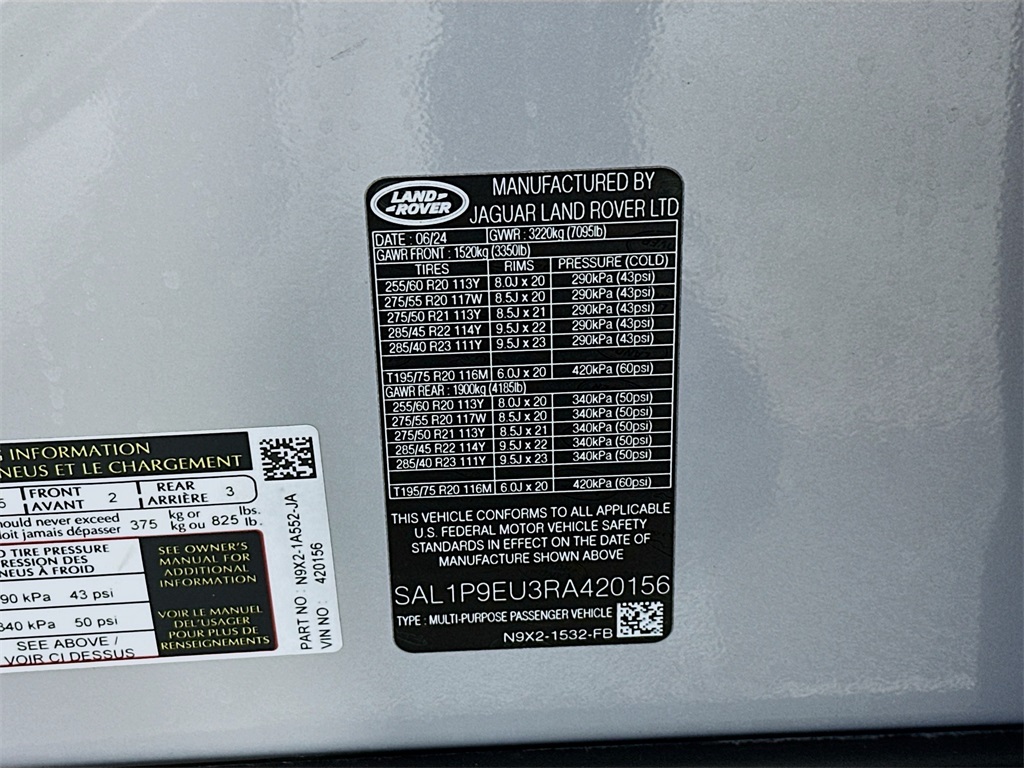 LAND-
-ROVER
MANUFACTURED BY
JAGUAR LAND ROVER LTD
DATE : 06/24 GVWR : 3220kg (7095lb)
GAWR FRONT : 1520kg (3350lb)
TIRES RIMS PRESSURE (COLD)
255/60 R20 113Y 8.0J x 20 290kPa (43psi)
275/55 R20 117W 8.5J x 20 290kPa (43psi)
275/50 R21 113Y 8.5J x 21 290kPa (43psi)
285/45 R22 114Y 9.5J x 22 290kPa (43psi)
285/40 R23 111Y 9.5J x 23 290kPa (43psi)
T195/75 R20 116M 6.0J x 20 420kPa (60psi)
GAWR REAR : 1900kg (4185lb)
255/60 R20 113Y 8.0J x 20 340kPa (50psi)
275/55 R20 117W 8.5J x 20 340kPa (50psi)
275/50 R21 113Y 8.5J x 21 340kPa (50psi)
285/45 R22 114Y 9.5J x 22 340kPa (50psi)
285/40 R23 111Y 9.5J x 23 340kPa (50psi)
T195/75 R20 116M 6.0J x 20 420kPa (60psi)
THIS VEHICLE CONFORMS TO ALL APPLICABLE
U.S. FEDERAL MOTOR VEHICLE SAFETY
STANDARDS IN EFFECT ON THE DATE OF
MANUFACTURE SHOWN ABOVE
SAL1P9EU3RA420156
TYPE : MULTI-PURPOSE PASSENGER VEHICLE
N9X2-1532-FB
INFORMATION
ET LE CHARGEMENT
FRONT 2 REAR 3
AVANT ARRIÈRE
should never exceed 375 kg or 825 lbs.
doit jamais dépasser kg ou lb.
TIRE PRESSURE
DES
À FROID
90 kPa 43 psi
340 kPa 50 psi
SEE ABOVE /
VOIR CI DESSUS
SEE OWNER'S
MANUAL FOR
ADDITIONAL
INFORMATION
VOIR LE MANUEL
DEL'USAGER
POUR PLUS DE
RENSEIGNEMENTS
PART NO : N9X2-1A552-JA
VIN NO : 420156